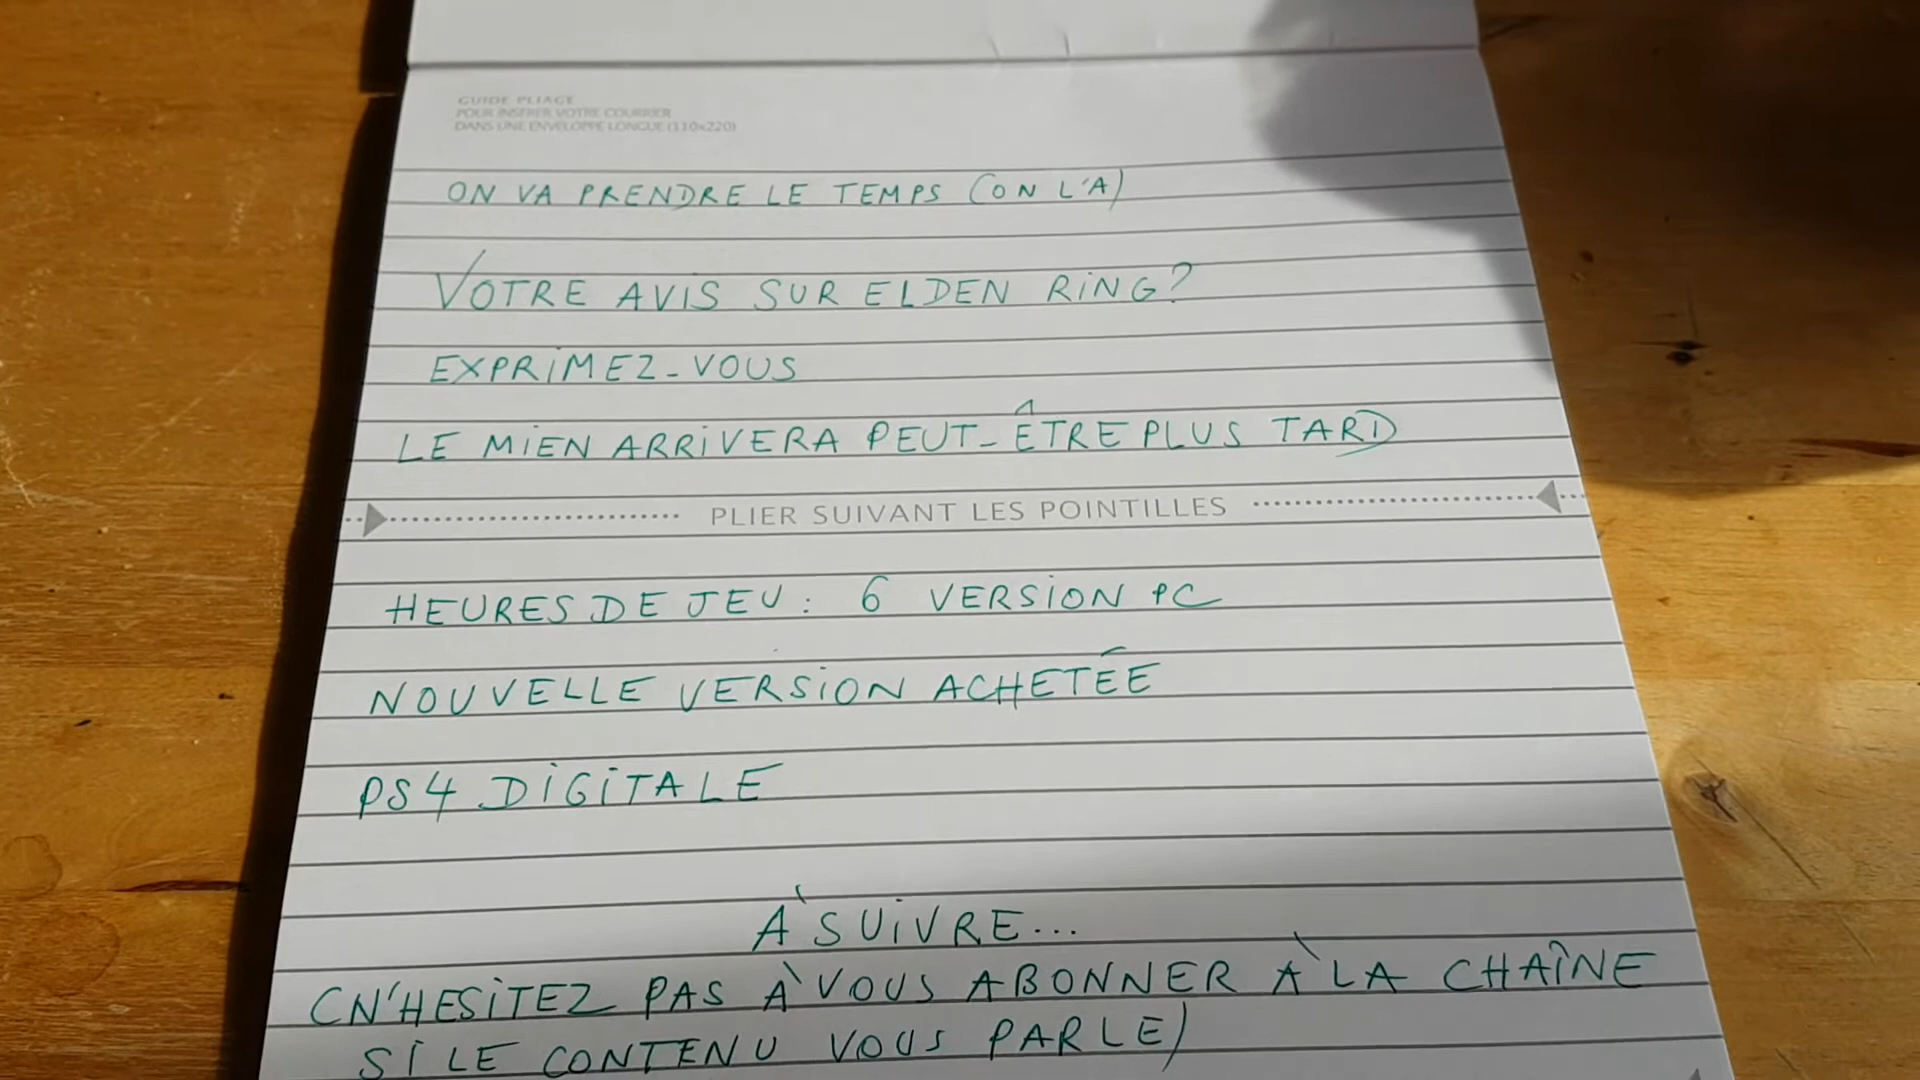 GUIDE PLIAGE
POUR INSÉRER VOTRE COURRIER
DANS UNE ENVELOPPE LONGUE (110x220)
ON VA PRENDRE LE TEMPS (ON L'A)
VOTRE AVIS SUR ELDEN RING?
EXPRIMEZ-VOUS
LE MIEN ARRIVERA PEUT-ÊTRE PLUS TARD
PLIER SUIVANT LES POINTILLES
HEURES DE JEU : 6 VERSION PC
NOUVELLE VERSION ACHETÉE
PS4 DIGITALE
À SUIVRE...
(N'HESITEZ PAS À VOUS ABONNER À LA CHAÎNE
SI LE CONTENU VOUS PARLE)